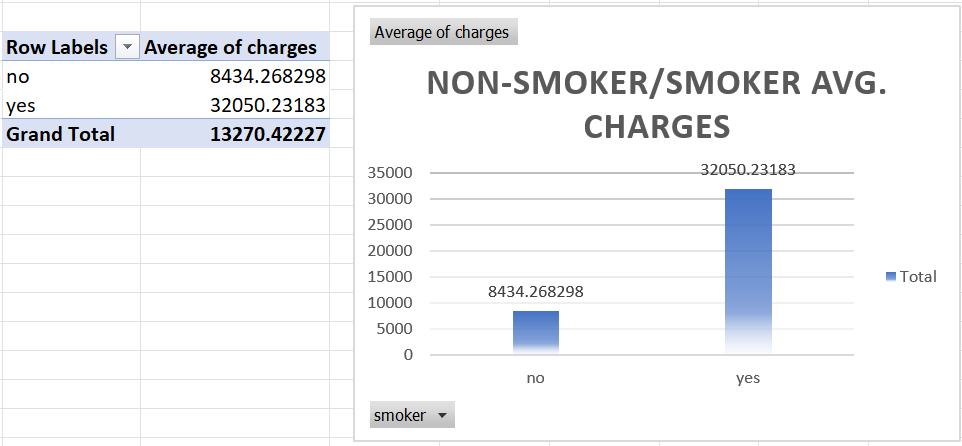 Row Labels Average of charges
no 8434.268298
yes 32050.23183
Grand Total 13270.42227
Average of charges
NON-SMOKER/SMOKER AVG.
CHARGES
35000
30000
25000
20000
15000
10000
5000
0
32050.23183
8434.268298
no yes
Total
smoker